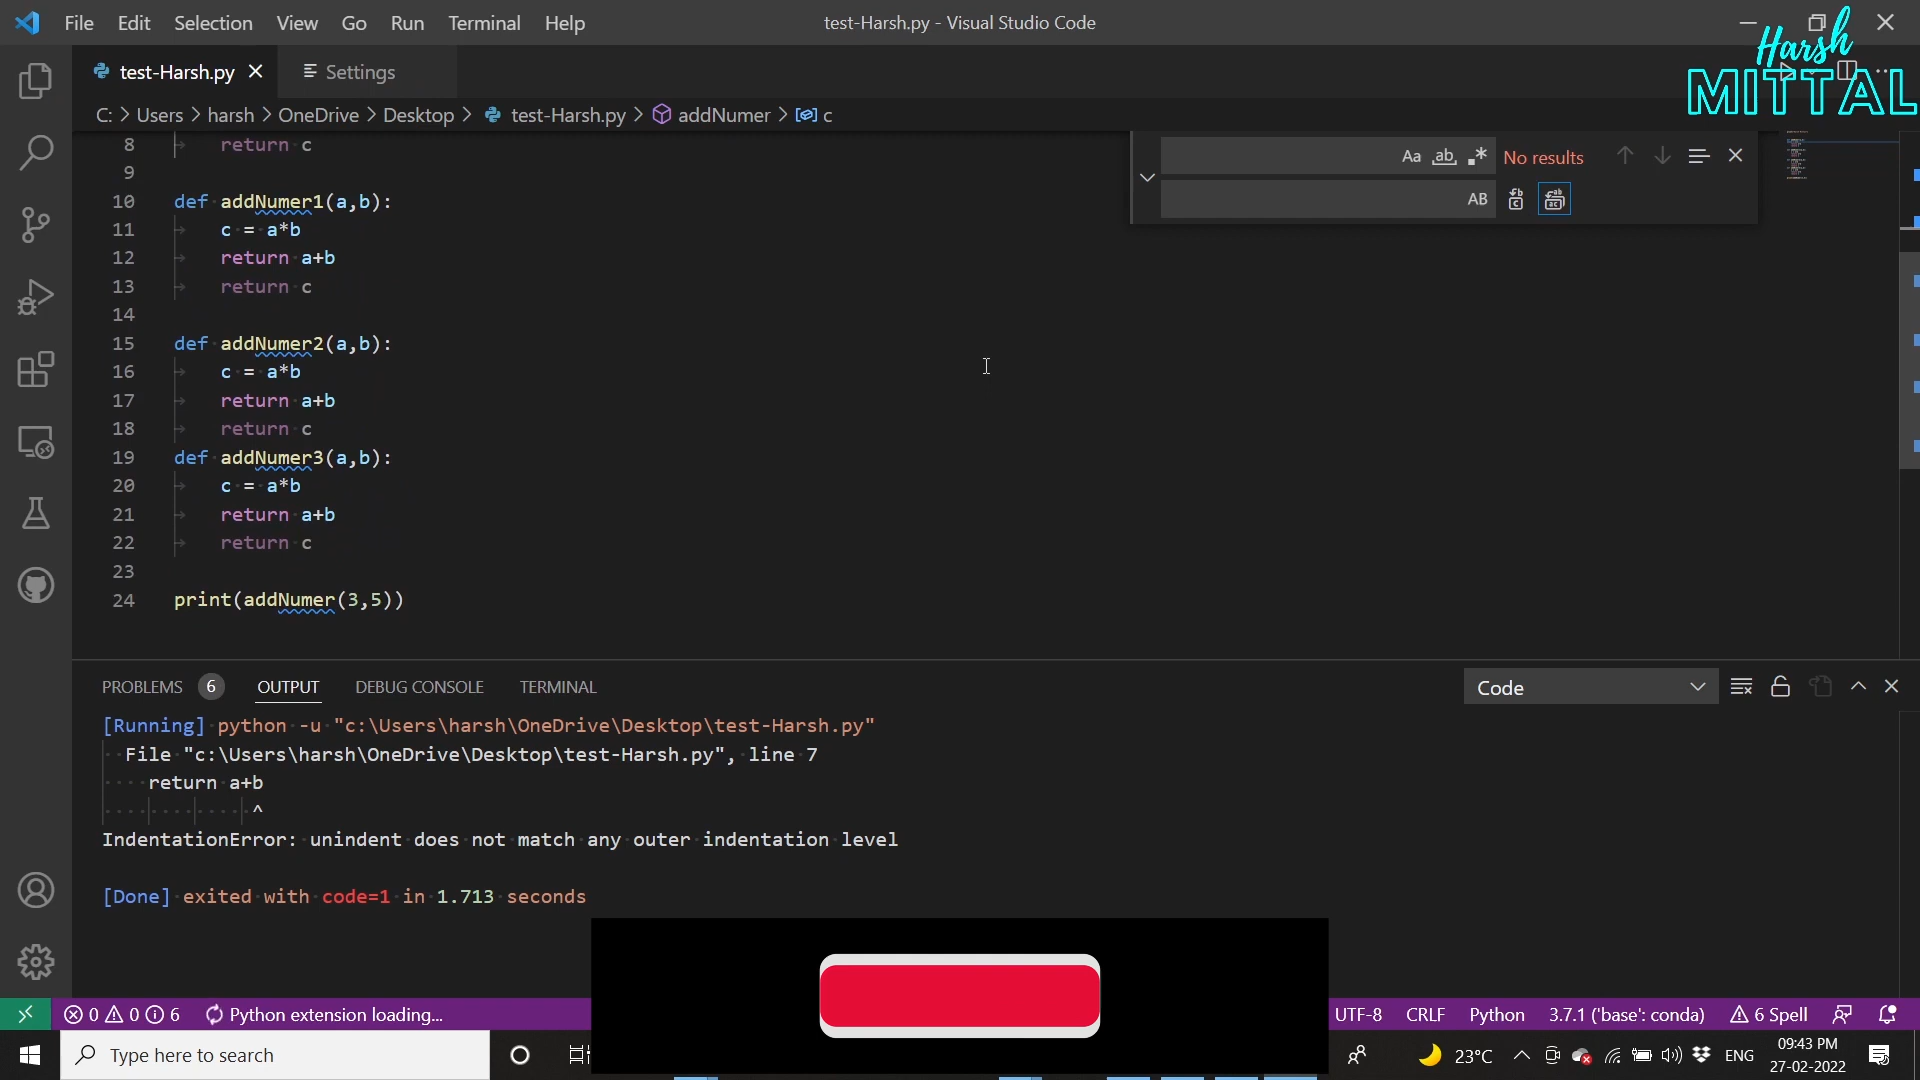 File Edit Selection View Go Run Terminal Help
test-Harsh.py - Visual Studio Code
Harsh
MITTAL
test-Harsh.py
Settings
C: > Users > harsh > OneDrive > Desktop > test-Harsh.py > addNumer > c
8 return c
9
10 def addNumer1(a,b):
11 c = a*b
12 return a+b
13 return c
14
15 def addNumer2(a,b):
16 c = a*b
17 return a+b
18 return c
19 def addNumer3(a,b):
20 c = a*b
21 return a+b
22 return c
23
24 print(addNumer(3,5))
Aa ab No results
AB
PROBLEMS 6 OUTPUT DEBUG CONSOLE TERMINAL
Code
[Running] python -u "c:\Users\harsh\OneDrive\Desktop\test-Harsh.py"
File "c:\Users\harsh\OneDrive\Desktop\test-Harsh.py", line 7
return a+b
^
IndentationError: unindent does not match any outer indentation level
[Done] exited with code=1 in 1.713 seconds
0 0 6 Python extension loading...
UTF-8 CRLF Python 3.7.1 ('base': conda) 6 Spell
Type here to search
23°C ENG
09:43 PM
27-02-2022